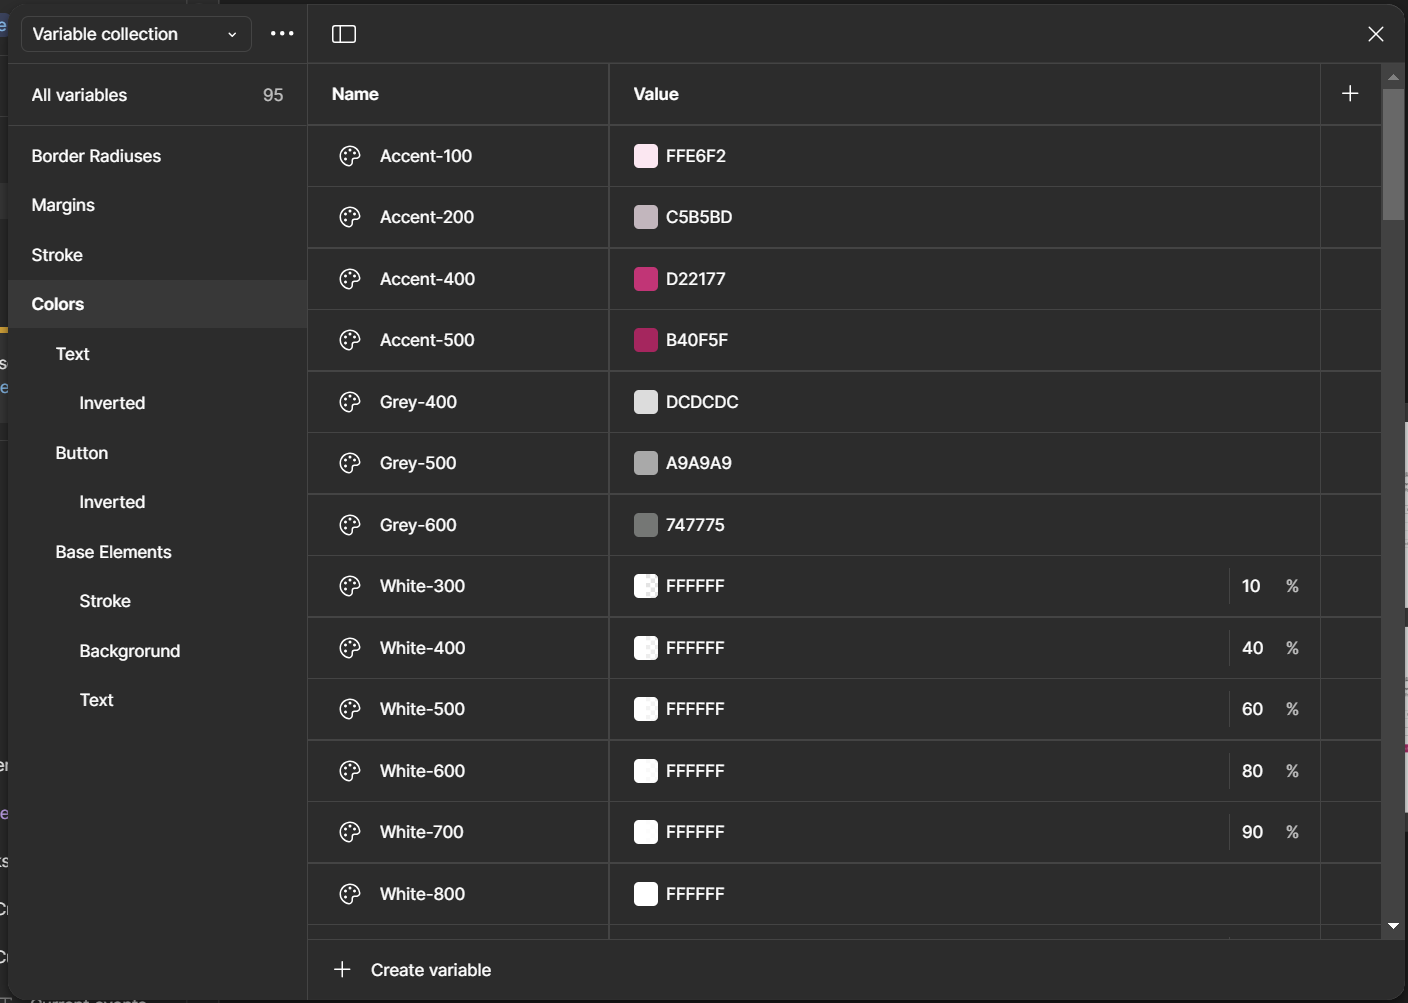 Variable collection
All variables 95
Border Radiuses
Margins
Stroke
Colors
Text
Inverted
Button
Inverted
Base Elements
Stroke
Backgrorund
Text
Name Value
Accent-100 FFE6F2
Accent-200 C5B5BD
Accent-400 D22177
Accent-500 B40F5F
Grey-400 DCDCDC
Grey-500 A9A9A9
Grey-600 747775
White-300 FFFFFF 10 %
White-400 FFFFFF 40 %
White-500 FFFFFF 60 %
White-600 FFFFFF 80 %
White-700 FFFFFF 90 %
White-800 FFFFFF
Create variable